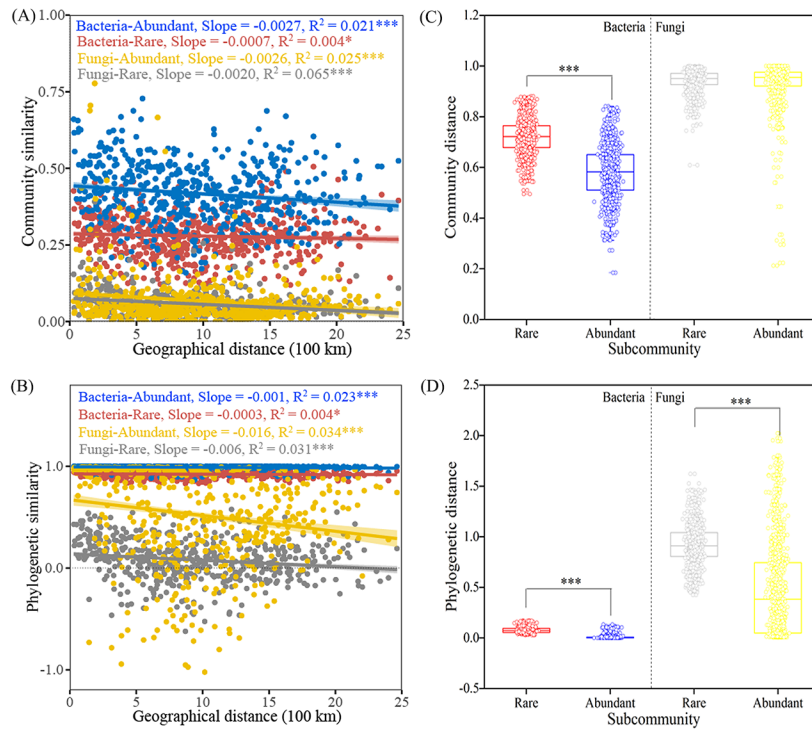 (A)
Bacteria-Abundant, Slope = -0.0027, R² = 0.021***
Bacteria-Rare, Slope = -0.0007, R² = 0.004*
Fungi-Abundant, Slope = -0.0026, R² = 0.025***
Fungi-Rare, Slope = -0.0020, R² = 0.065***
Community similarity
1.00
0.75
0.50
0.25
0.00
0 5 10 15 20 25
Geographical distance (100 km)
(C)
Bacteria Fungi
***
Community distance
1.2
1.0
0.8
0.6
0.4
0.2
0.0
Rare Abundant Rare Abundant
Subcommunity
(B)
Bacteria-Abundant, Slope = -0.001, R² = 0.023***
Bacteria-Rare, Slope = -0.0003, R² = 0.004*
Fungi-Abundant, Slope = -0.016, R² = 0.034***
Fungi-Rare, Slope = -0.006, R² = 0.031***
Phylogenetic similarity
1.0
0.0
-1.0
0 5 10 15 20 25
Geographical distance (100 km)
(D)
Bacteria Fungi
***
***
Phylogenetic distance
2.5
2.0
1.5
1.0
0.5
0.0
-0.5
Rare Abundant Rare Abundant
Subcommunity